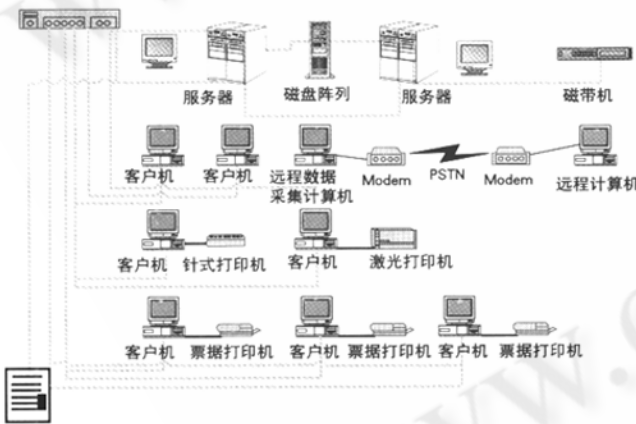 服务器
磁盘阵列
服务器
磁带机
客户机
客户机
远程数据
采集计算机
Modem
PSTN
Modem
远程计算机
客户机
针式打印机
客户机
激光打印机
客户机
票据打印机
客户机
票据打印机
客户机
票据打印机